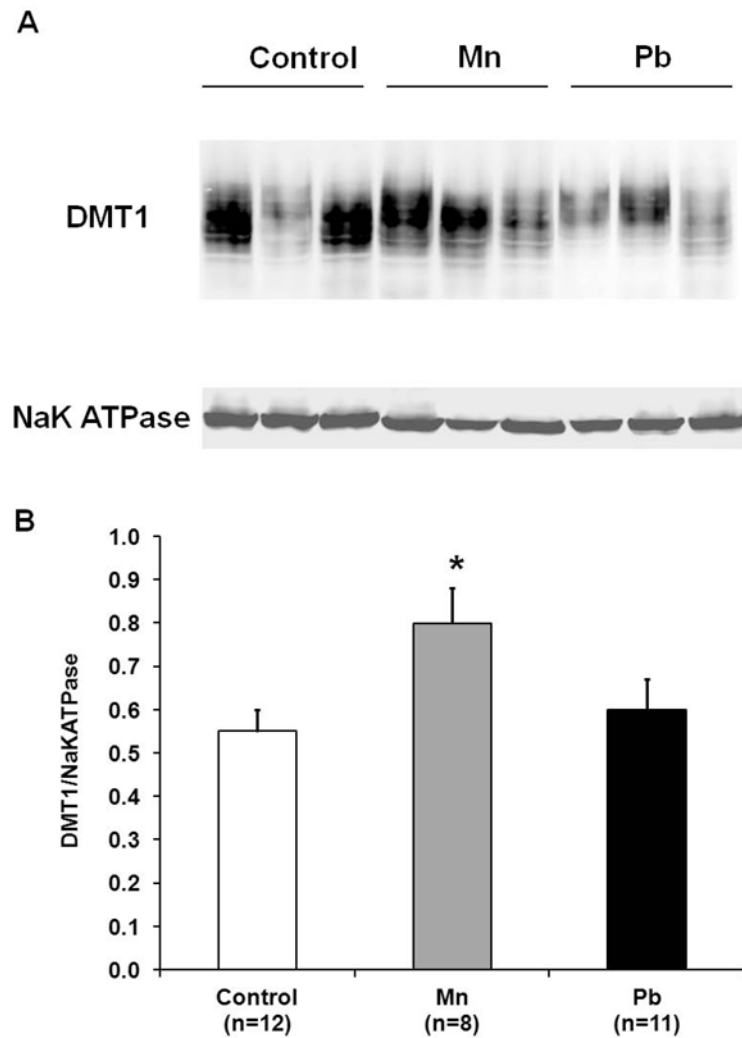 A
Control Mn Pb
DMT1
NaK ATPase
B
1.0
0.9
0.8
0.7
0.6
0.5
0.4
0.3
0.2
0.1
0.0
DMT1/NaKATPase
*
Control Mn Pb
(n=12) (n=8) (n=11)